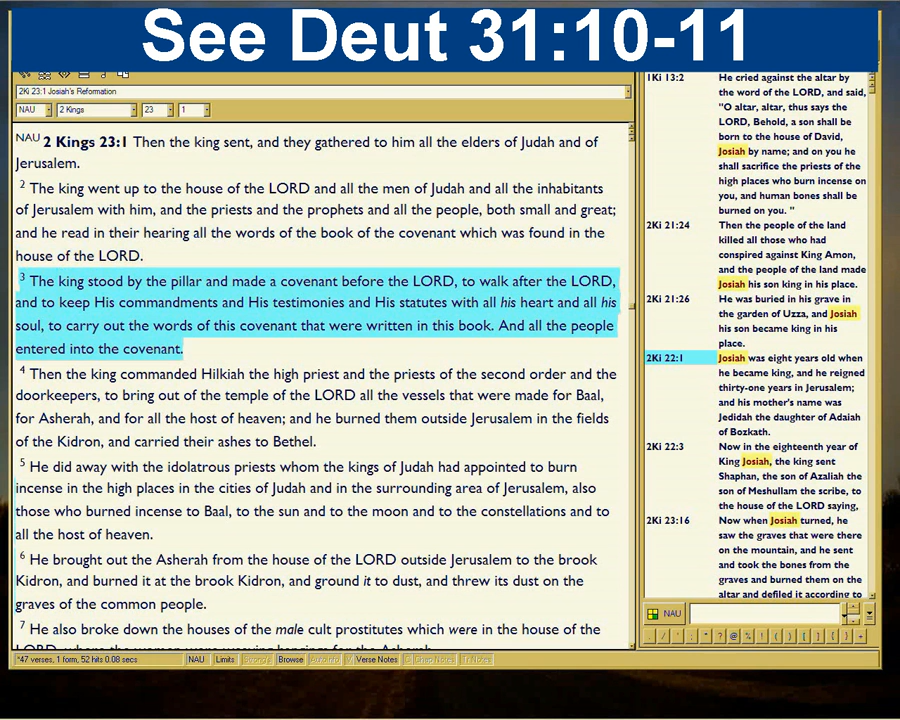 See Deut 31:10-11
2Ki 23:1 Josiah's Reformation
NAU 2 Kings 23 1
NAU 2 Kings 23:1 Then the king sent, and they gathered to him all the elders of Judah and of
Jerusalem.
2 The king went up to the house of the LORD and all the men of Judah and all the inhabitants
of Jerusalem with him, and the priests and the prophets and all the people, both small and great;
and he read in their hearing all the words of the book of the covenant which was found in the
house of the LORD.
3 The king stood by the pillar and made a covenant before the LORD, to walk after the LORD,
and to keep His commandments and His testimonies and His statutes with all his heart and all his
soul, to carry out the words of this covenant that were written in this book. And all the people
entered into the covenant.
4 Then the king commanded Hilkiah the high priest and the priests of the second order and the
doorkeepers, to bring out of the temple of the LORD all the vessels that were made for Baal,
for Asherah, and for all the host of heaven; and he burned them outside Jerusalem in the fields
of the Kidron, and carried their ashes to Bethel.
5 He did away with the idolatrous priests whom the kings of Judah had appointed to burn
incense in the high places in the cities of Judah and in the surrounding area of Jerusalem, also
those who burned incense to Baal, to the sun and to the moon and to the constellations and to
all the host of heaven.
6 He brought out the Asherah from the house of the LORD outside Jerusalem to the brook
Kidron, and burned it at the brook Kidron, and ground it to dust, and threw its dust on the
graves of the common people.
7 He also broke down the houses of the male cult prostitutes which were in the house of the
1Ki 13:2 He cried against the altar by
the word of the LORD, and said,
"O altar, altar, thus says the
LORD, Behold, a son shall be
born to the house of David,
Josiah by name; and on you he
shall sacrifice the priests of the
high places who burn incense on
you, and human bones shall be
burned on you. "
2Ki 21:24 Then the people of the land
killed all those who had
conspired against King Amon,
and the people of the land made
Josiah his son king in his place.
2Ki 21:26 He was buried in his grave in
the garden of Uzza, and Josiah
his son became king in his
place.
2Ki 22:1 Josiah was eight years old when
he became king, and he reigned
thirty-one years in Jerusalem;
and his mother's name was
Jedidah the daughter of Adaiah
of Bozkath.
2Ki 22:3 Now in the eighteenth year of
King Josiah, the king sent
Shaphan, the son of Azaliah the
son of Meshullam the scribe, to
the house of the LORD saying,
2Ki 23:16 Now when Josiah turned, he
saw the graves that were there
on the mountain, and he sent
and took the bones from the
graves and burned them on the
altar and defiled it according to
NAU
. / ' ; * ? @ % ! ( ) [ ] { } +
*47 verses, 1 form, 52 hits 0.08 secs NAU Limits Strong's Browse Verse Notes